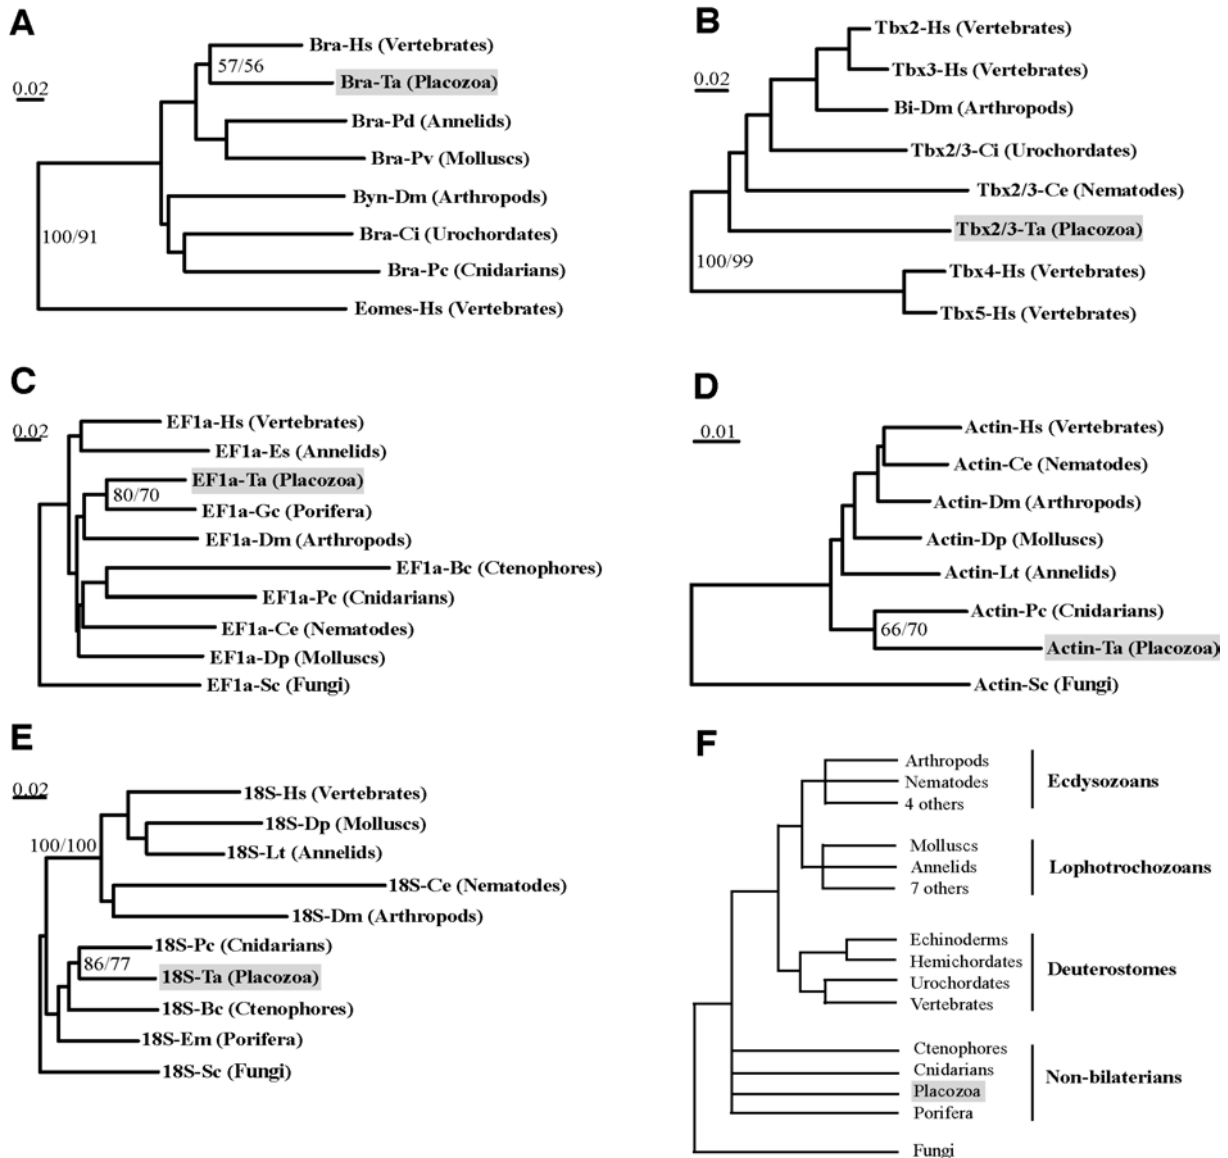 A
0.02
Bra-Hs (Vertebrates)
57/56
Bra-Ta (Placozoa)
Bra-Pd (Annelids)
Bra-Pv (Molluscs)
Byn-Dm (Arthropods)
100/91
Bra-Ci (Urochordates)
Bra-Pc (Cnidarians)
Eomes-Hs (Vertebrates)
B
0.02
Tbx2-Hs (Vertebrates)
Tbx3-Hs (Vertebrates)
Bi-Dm (Arthropods)
Tbx2/3-Ci (Urochordates)
Tbx2/3-Ce (Nematodes)
Tbx2/3-Ta (Placozoa)
100/99
Tbx4-Hs (Vertebrates)
Tbx5-Hs (Vertebrates)
C
0.02
EF1a-Hs (Vertebrates)
EF1a-Es (Annelids)
EF1a-Ta (Placozoa)
80/70
EF1a-Gc (Porifera)
EF1a-Dm (Arthropods)
EF1a-Bc (Ctenophores)
EF1a-Pc (Cnidarians)
EF1a-Ce (Nematodes)
EF1a-Dp (Molluscs)
EF1a-Sc (Fungi)
D
0.01
Actin-Hs (Vertebrates)
Actin-Ce (Nematodes)
Actin-Dm (Arthropods)
Actin-Dp (Molluscs)
Actin-Lt (Annelids)
Actin-Pc (Cnidarians)
66/70
Actin-Ta (Placozoa)
Actin-Sc (Fungi)
E
0.02
18S-Hs (Vertebrates)
18S-Dp (Molluscs)
100/100
18S-Lt (Annelids)
18S-Ce (Nematodes)
18S-Dm (Arthropods)
18S-Pc (Cnidarians)
86/77
18S-Ta (Placozoa)
18S-Bc (Ctenophores)
18S-Em (Porifera)
18S-Sc (Fungi)
F
Arthropods
Nematodes
4 others
Ecdysozoans
Molluscs
Annelids
7 others
Lophotrochozoans
Echinoderms
Hemichordates
Urochordates
Vertebrates
Deuterostomes
Ctenophores
Cnidarians
Placozoa
Porifera
Non-bilaterians
Fungi